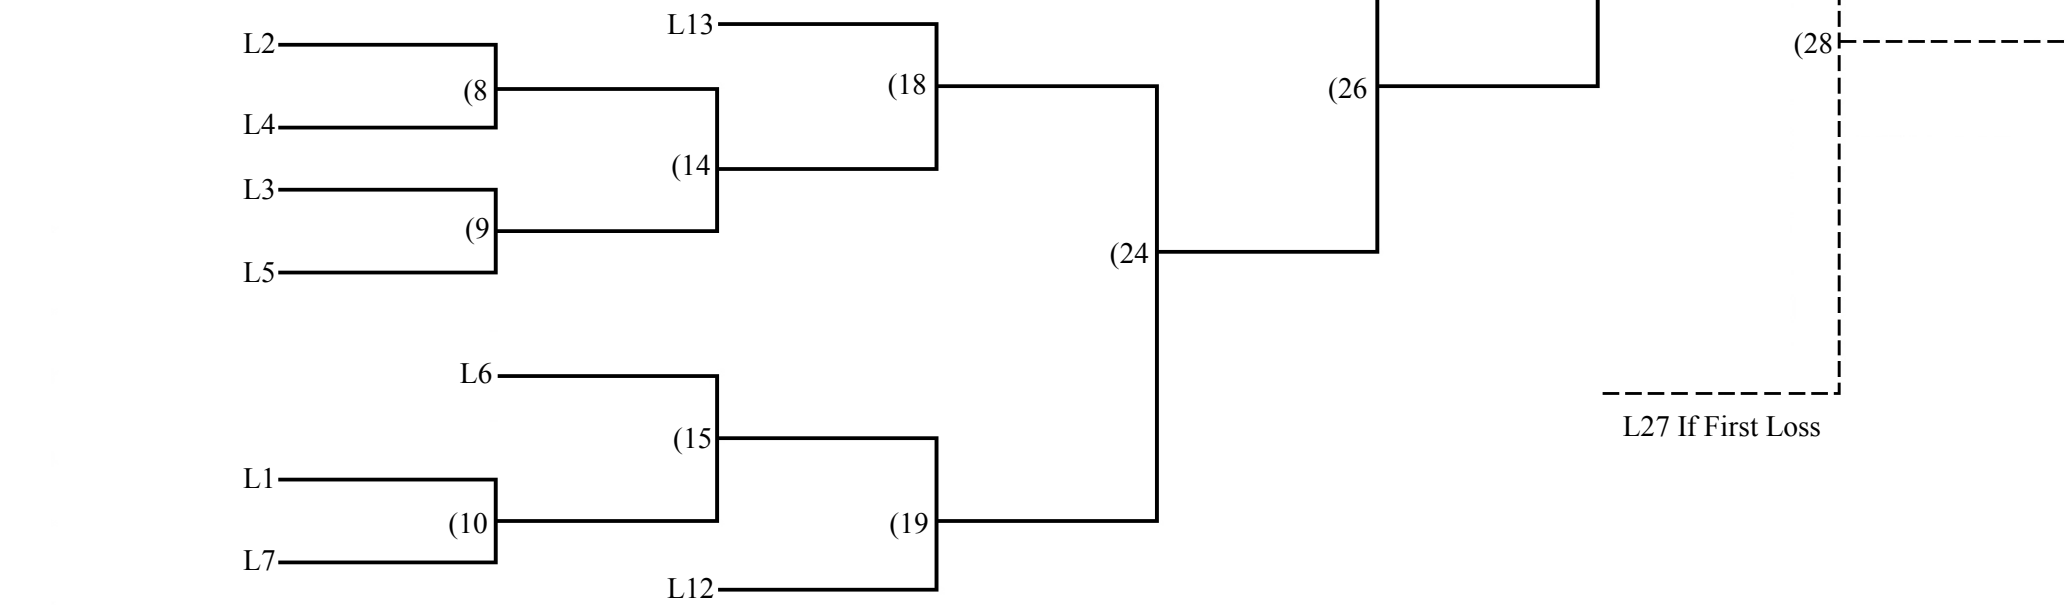 L13
L2
(28
(8
(18
(26
L4
(14
L3
(9
(24
L5
L6
L27 If First Loss
(15
L1
(10
(19
L7
L12